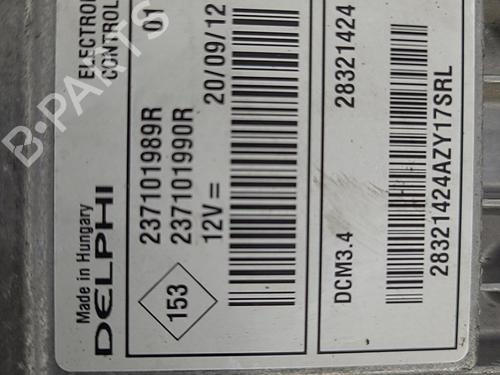 ELECTRO
CONTROL
01
Made in Hungary
DELPHI
237101989R
237101990R
12V =
20/09/12
153
28321424
DCM3.4
28321424AZY17SRL
B-PARTS